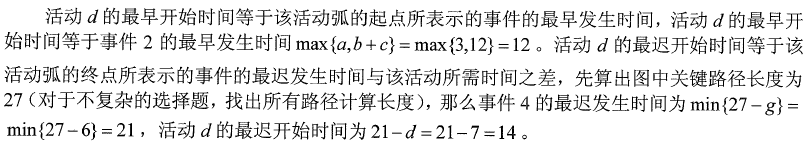 活动 d 的最早开始时间等于该活动弧的起点所表示的事件的最早发生时间，活动 d 的最早开
始时间等于事件 2 的最早发生时间 max{a,b+c}=max{3,12}=12。活动 d 的最迟开始时间等于该
活动弧的终点所表示的事件的最迟发生时间与该活动所需时间之差，先算出图中关键路径长度为
27（对于不复杂的选择题，找出所有路径计算长度），那么事件 4 的最迟发生时间为 min{27−g}=
min{27−6}=21，活动 d 的最迟开始时间为 21−d=21−7=14。